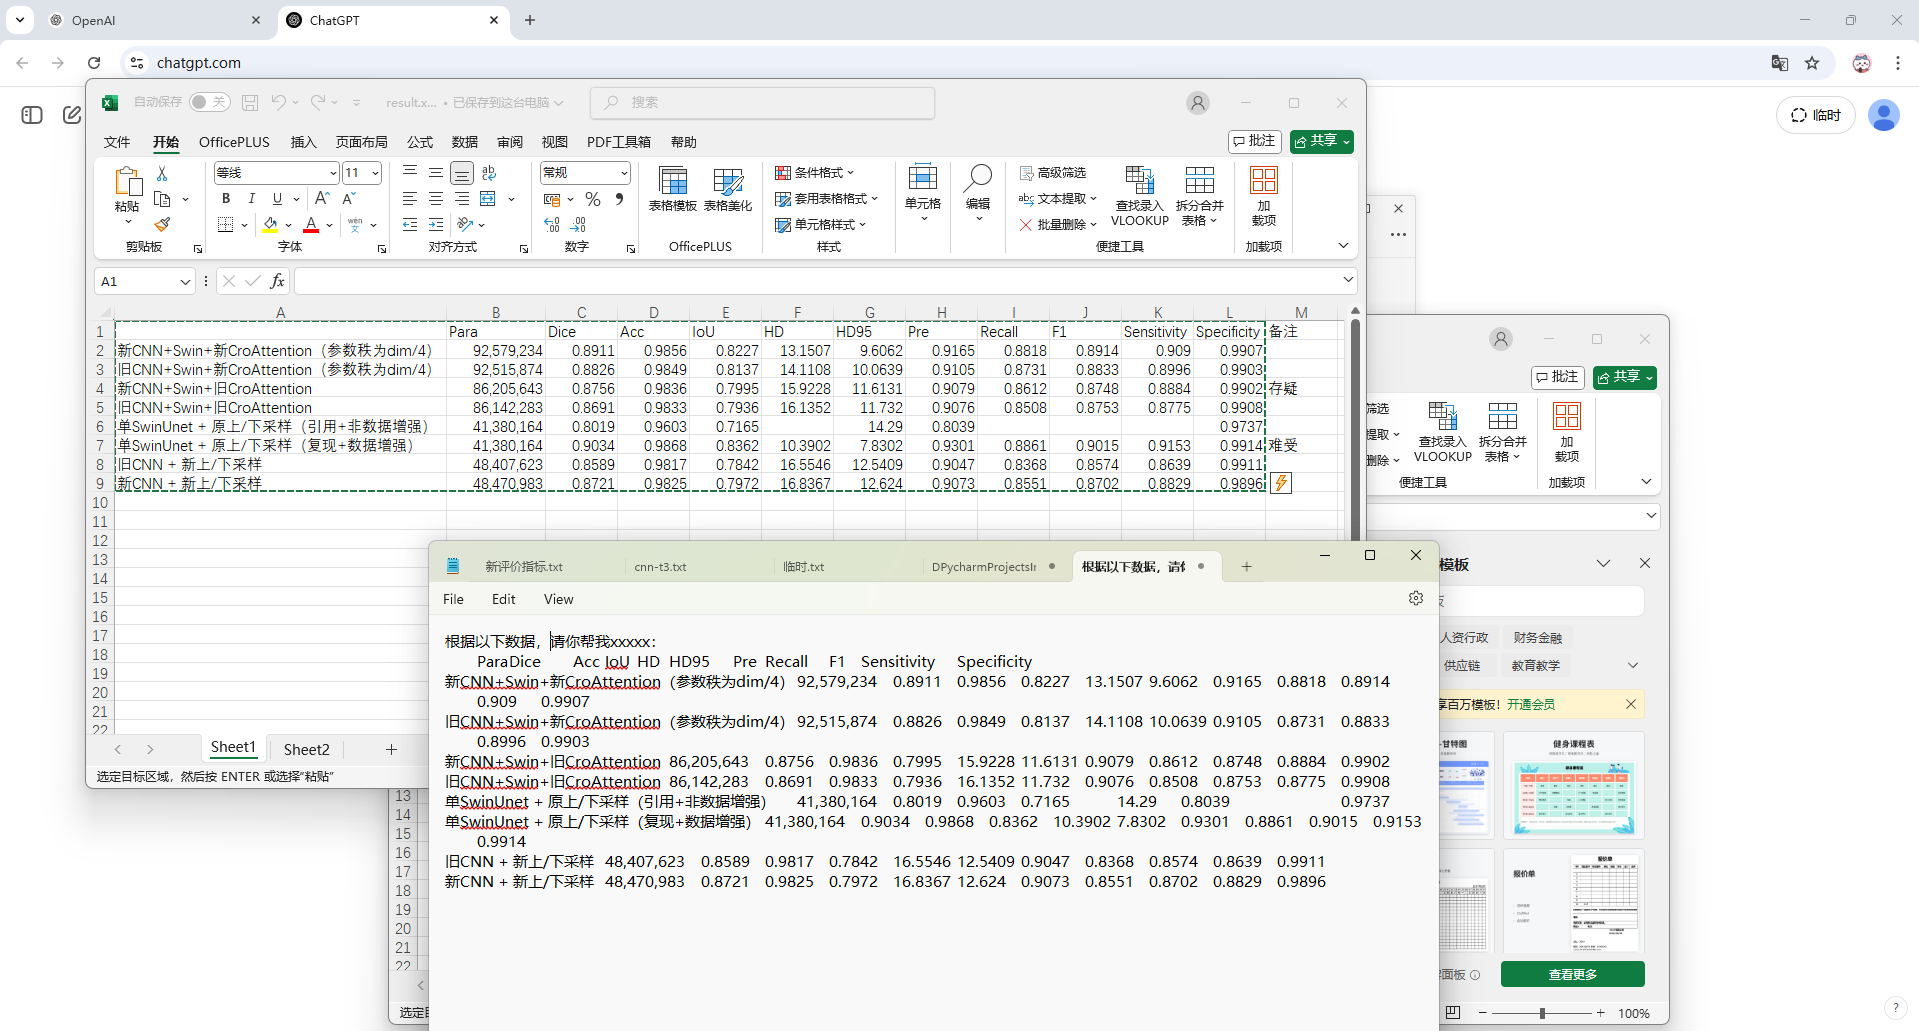 OpenAI
ChatGPT
chatgpt.com
临时
自动保存 关
result.x... • 已保存到这台电脑
搜索
文件 开始 OfficePLUS 插入 页面布局 公式 数据 审阅 视图 PDF工具箱 帮助
批注 共享
粘贴
剪贴板
等线 11
B I U A A
wén 文
字体
ab
对齐方式
常规
% 9
.00
数字
表格模板 表格美化
OfficePLUS
条件格式
套用表格格式
单元格样式
样式
单元格
编辑
高级筛选
文本提取
批量删除
查找录入 VLOOKUP
拆分合并 表格
便捷工具
加载项
加载项
A1
fx
A B C D E F G H I J K L M
1 Para Dice Acc IoU HD HD95 Pre Recall F1 Sensitivity Specificity 备注
2 新CNN+Swin+新CroAttention（参数秩为dim/4） 92,579,234 0.8911 0.9856 0.8227 13.1507 9.6062 0.9165 0.8818 0.8914 0.909 0.9907
3 旧CNN+Swin+新CroAttention（参数秩为dim/4） 92,515,874 0.8826 0.9849 0.8137 14.1108 10.0639 0.9105 0.8731 0.8833 0.8996 0.9903
4 新CNN+Swin+旧CroAttention 86,205,643 0.8756 0.9836 0.7995 15.9228 11.6131 0.9079 0.8612 0.8748 0.8884 0.9902 存疑
5 旧CNN+Swin+旧CroAttention 86,142,283 0.8691 0.9833 0.7936 16.1352 11.732 0.9076 0.8508 0.8753 0.8775 0.9908
6 单SwinUnet + 原上/下采样（引用+非数据增强） 41,380,164 0.8019 0.9603 0.7165 14.29 0.8039 0.9737
7 单SwinUnet + 原上/下采样（复现+数据增强） 41,380,164 0.9034 0.9868 0.8362 10.3902 7.8302 0.9301 0.8861 0.9015 0.9153 0.9914 难受
8 旧CNN + 新上/下采样 48,407,623 0.8589 0.9817 0.7842 16.5546 12.5409 0.9047 0.8368 0.8574 0.8639 0.9911
9 新CNN + 新上/下采样 48,470,983 0.8721 0.9825 0.7972 16.8367 12.624 0.9073 0.8551 0.8702 0.8829 0.9896
10
11
12
13
14
15
16
17
18
19
20
21
22
Sheet1 Sheet2
选定目标区域，然后按 ENTER 或选择"粘贴"
批注 共享
筛选
提取
删除
查找录入 VLOOKUP
拆分合并 表格
便捷工具
加载项
加载项
模板
人资行政 财务金融
供应链 教育教学
享百万模板！开通会员
甘特图
健身课程表
报价单
报价单
面板
查看更多
100%
13
14
15
16
17
18
19
20
21
22
选定目
新评价指标.txt
cnn-t3.txt
临时.txt
DPycharmProjectsIr
根据以下数据，请你
File Edit View
根据以下数据，请你帮我xxxxx：
Para Dice Acc IoU HD HD95 Pre Recall F1 Sensitivity Specificity
新CNN+Swin+新CroAttention（参数秩为dim/4） 92,579,234 0.8911 0.9856 0.8227 13.1507 9.6062 0.9165 0.8818 0.8914
0.909 0.9907
旧CNN+Swin+新CroAttention（参数秩为dim/4） 92,515,874 0.8826 0.9849 0.8137 14.1108 10.0639 0.9105 0.8731 0.8833
0.8996 0.9903
新CNN+Swin+旧CroAttention 86,205,643 0.8756 0.9836 0.7995 15.9228 11.6131 0.9079 0.8612 0.8748 0.8884 0.9902
旧CNN+Swin+旧CroAttention 86,142,283 0.8691 0.9833 0.7936 16.1352 11.732 0.9076 0.8508 0.8753 0.8775 0.9908
单SwinUnet + 原上/下采样（引用+非数据增强） 41,380,164 0.8019 0.9603 0.7165 14.29 0.8039 0.9737
单SwinUnet + 原上/下采样（复现+数据增强） 41,380,164 0.9034 0.9868 0.8362 10.3902 7.8302 0.9301 0.8861 0.9015 0.9153
0.9914
旧CNN + 新上/下采样 48,407,623 0.8589 0.9817 0.7842 16.5546 12.5409 0.9047 0.8368 0.8574 0.8639 0.9911
新CNN + 新上/下采样 48,470,983 0.8721 0.9825 0.7972 16.8367 12.624 0.9073 0.8551 0.8702 0.8829 0.9896